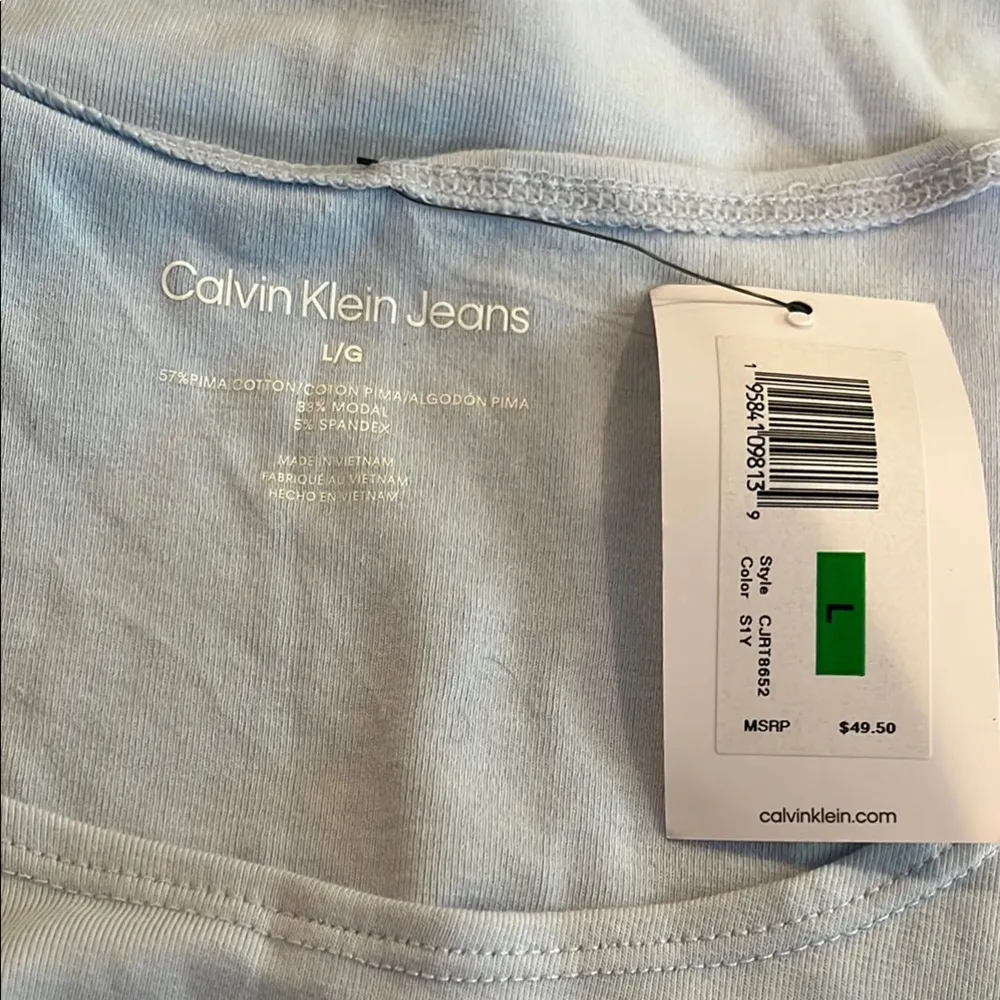 Calvin Klein Jeans
L/G
57% PIMA COTTON/COTON PIMA/ALGODÓN PIMA
38% MODAL
5% SPANDEX
MADE IN VIETNAM
FABRIQUÉ AU VIETNAM
HECHO EN VIETNAM
1 95841 09813 9
Style CJRT8652
Color S1Y
L
MSRP $49.50
calvinklein.com